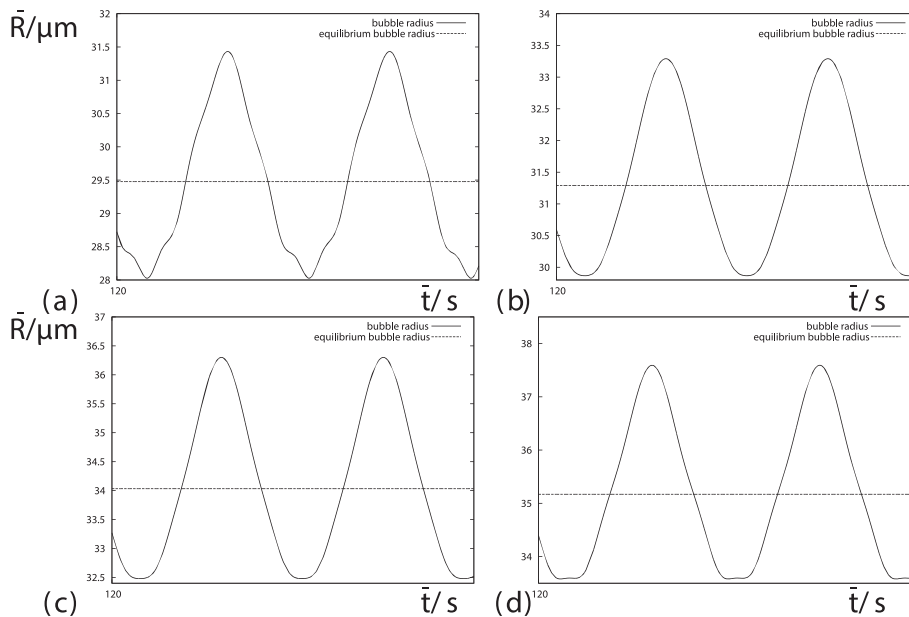 R̄/μm
32
31.5
31
30.5
30
29.5
29
28.5
28
120
bubble radius
equilibrium bubble radius
(a)
t̄/ s
34
33.5
33
32.5
32
31.5
31
30.5
30
120
bubble radius
equilibrium bubble radius
(b)
t̄/ s
R̄/μm
37
36.5
36
35.5
35
34.5
34
33.5
33
32.5
120
bubble radius
equilibrium bubble radius
(c)
t̄/ s
38
37
36
35
34
120
bubble radius
equilibrium bubble radius
(d)
t̄/ s